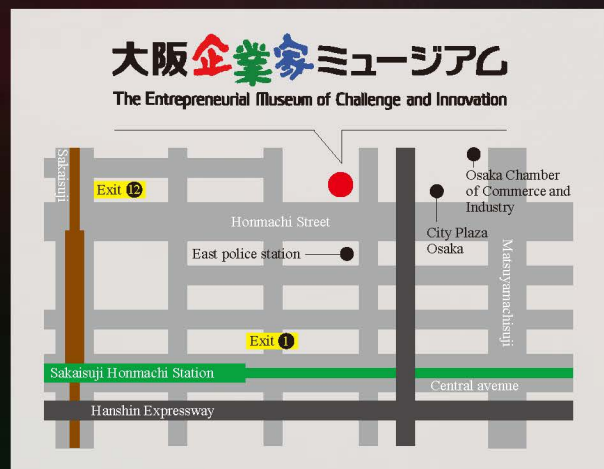 大阪企業家ミュージアム
The Entrepreneurial Museum of Challenge and Innovation
Sakaisuji
Exit 12
Osaka Chamber
of Commerce and
Industry
Honmachi Street
City Plaza
Osaka
East police station
Matsuyamachisuji
Exit 1
Sakaisuji Honmachi Station
Central avenue
Hanshin Expressway